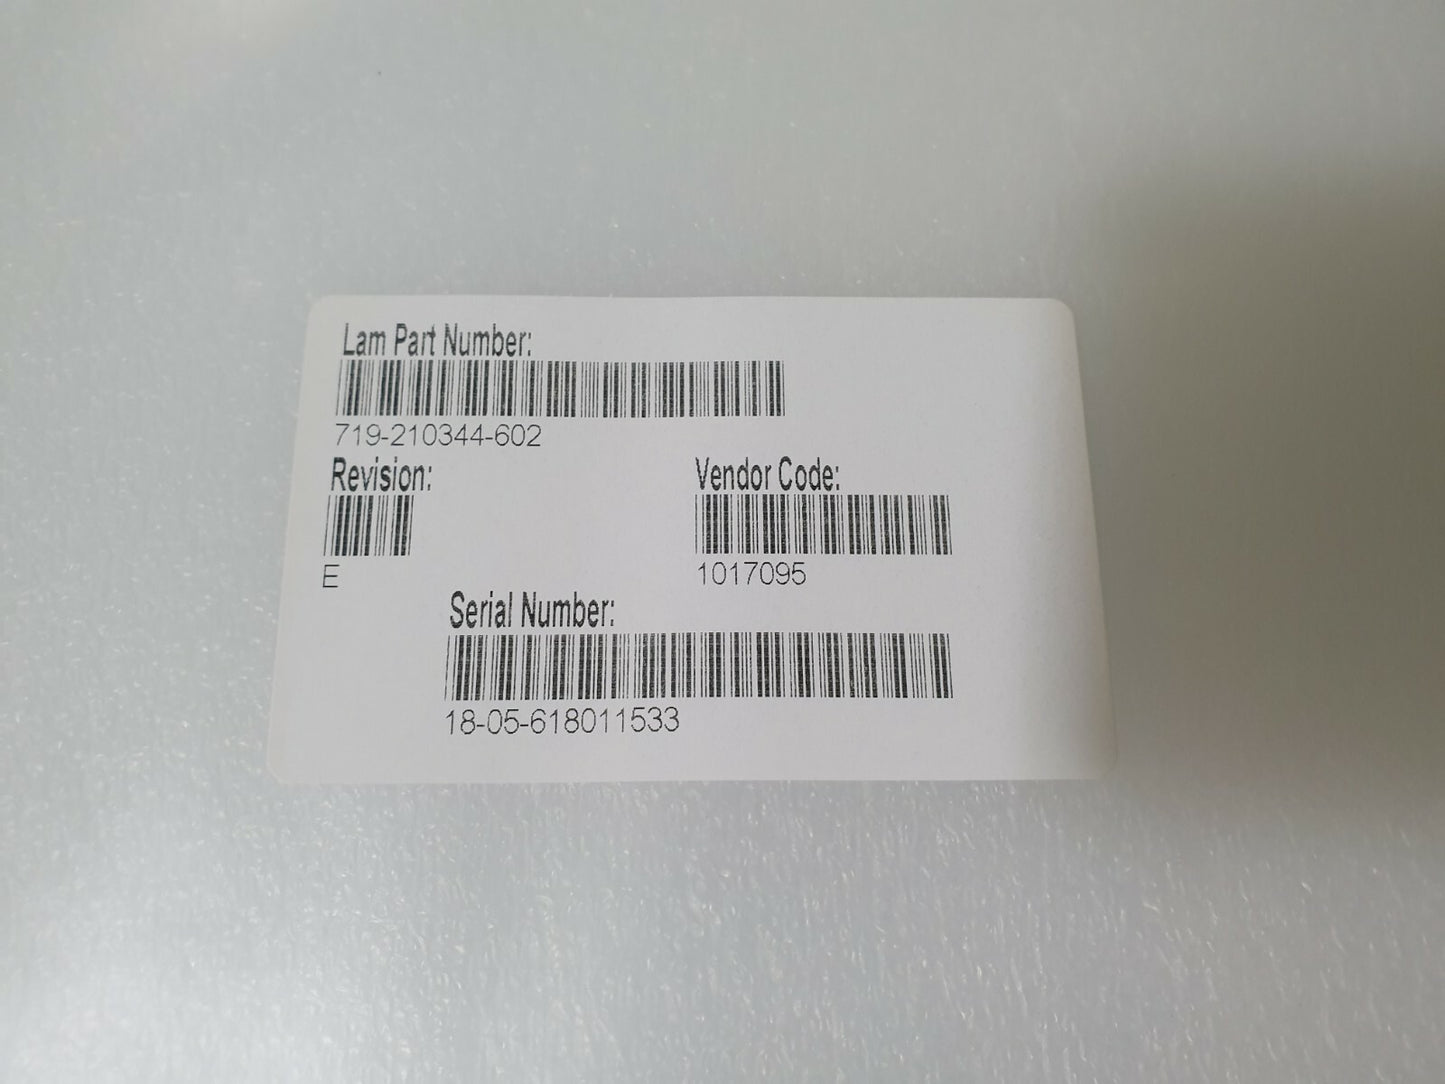 Lam Part Number:
719-210344-602
Revision:
Vendor Code:
E
1017095
Serial Number:
18-05-618011533